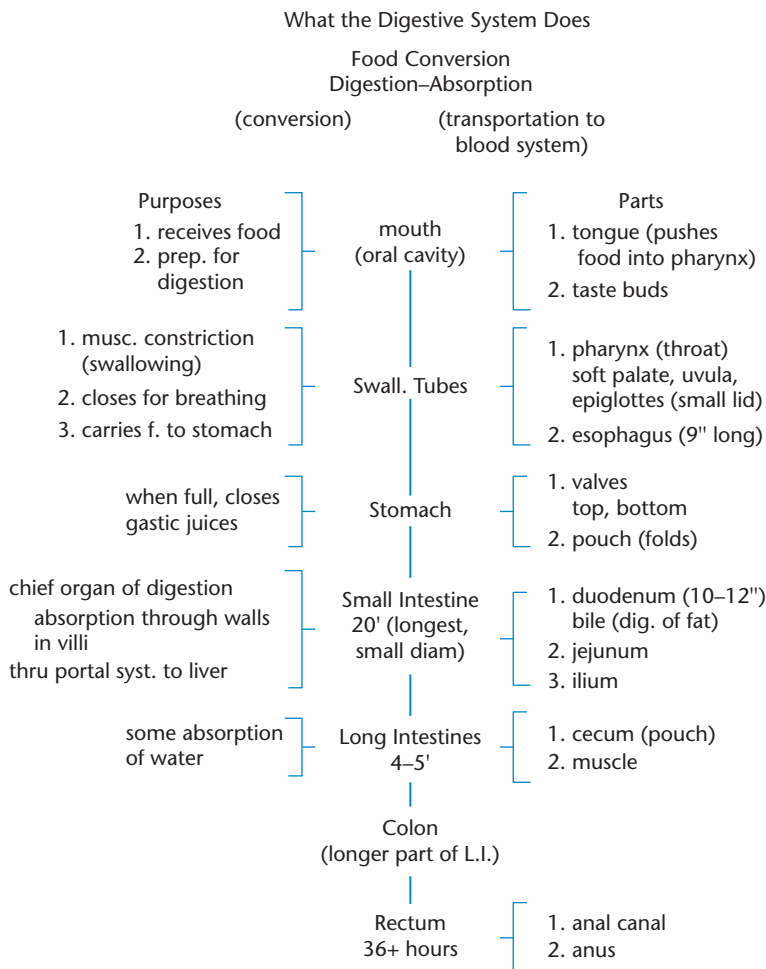 What the Digestive System Does
Food Conversion
Digestion–Absorption
(conversion)
(transportation to
blood system)
Purposes
1. receives food
2. prep. for
digestion
mouth
(oral cavity)
Parts
1. tongue (pushes
food into pharynx)
2. taste buds
1. musc. constriction
(swallowing)
2. closes for breathing
3. carries f. to stomach
Swall. Tubes
1. pharynx (throat)
soft palate, uvula,
epiglottes (small lid)
2. esophagus (9" long)
when full, closes
gastic juices
Stomach
1. valves
top, bottom
2. pouch (folds)
chief organ of digestion
absorption through walls
in villi
thru portal syst. to liver
Small Intestine
20' (longest,
small diam)
1. duodenum (10–12")
bile (dig. of fat)
2. jejunum
3. ilium
some absorption
of water
Long Intestines
4–5'
1. cecum (pouch)
2. muscle
Colon
(longer part of L.I.)
Rectum
36+ hours
1. anal canal
2. anus